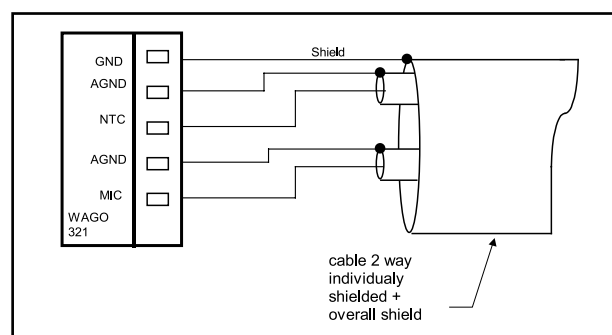 GND
Shield
AGND
NTC
AGND
MIC
WAGO
321
cable 2 way
individualy
shielded +
overall shield